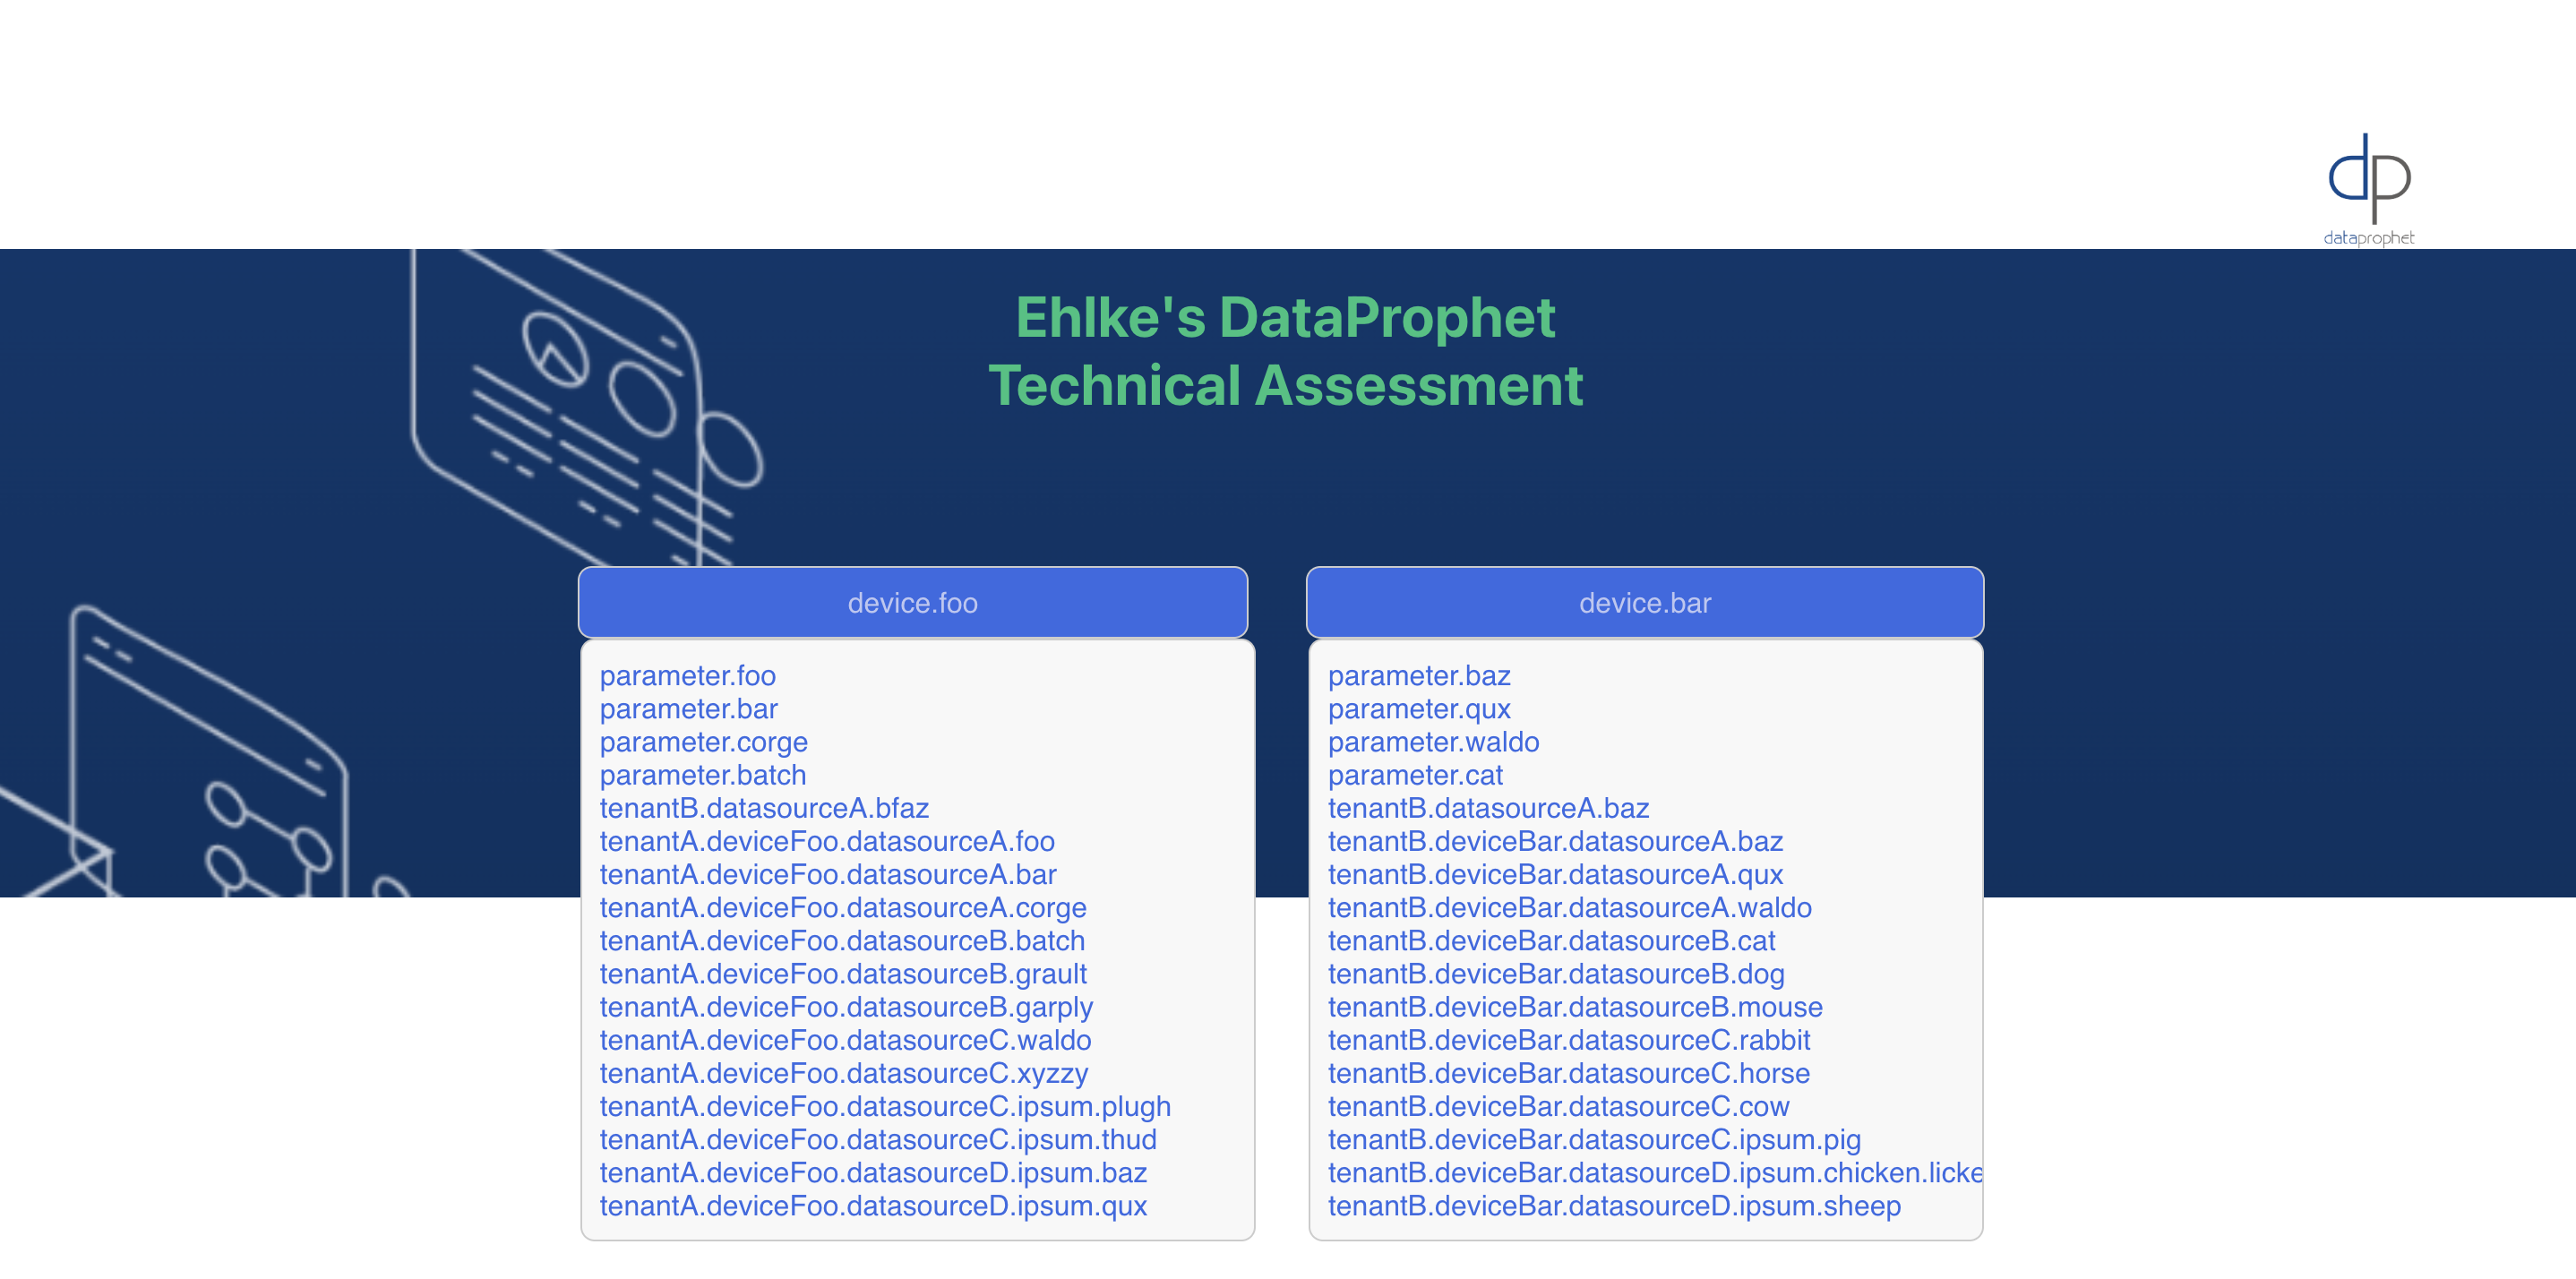 dataprophet
Ehlke's DataProphet
Technical Assessment
device.foo
parameter.foo
parameter.bar
parameter.corge
parameter.batch
tenantB.datasourceA.bfaz
tenantA.deviceFoo.datasourceA.foo
tenantA.deviceFoo.datasourceA.bar
tenantA.deviceFoo.datasourceA.corge
tenantA.deviceFoo.datasourceB.batch
tenantA.deviceFoo.datasourceB.grault
tenantA.deviceFoo.datasourceB.garply
tenantA.deviceFoo.datasourceC.waldo
tenantA.deviceFoo.datasourceC.xyzzy
tenantA.deviceFoo.datasourceC.ipsum.plugh
tenantA.deviceFoo.datasourceC.ipsum.thud
tenantA.deviceFoo.datasourceD.ipsum.baz
tenantA.deviceFoo.datasourceD.ipsum.qux
device.bar
parameter.baz
parameter.qux
parameter.waldo
parameter.cat
tenantB.datasourceA.baz
tenantB.deviceBar.datasourceA.baz
tenantB.deviceBar.datasourceA.qux
tenantB.deviceBar.datasourceA.waldo
tenantB.deviceBar.datasourceB.cat
tenantB.deviceBar.datasourceB.dog
tenantB.deviceBar.datasourceB.mouse
tenantB.deviceBar.datasourceC.rabbit
tenantB.deviceBar.datasourceC.horse
tenantB.deviceBar.datasourceC.cow
tenantB.deviceBar.datasourceC.ipsum.pig
tenantB.deviceBar.datasourceD.ipsum.chicken.licke
tenantB.deviceBar.datasourceD.ipsum.sheep